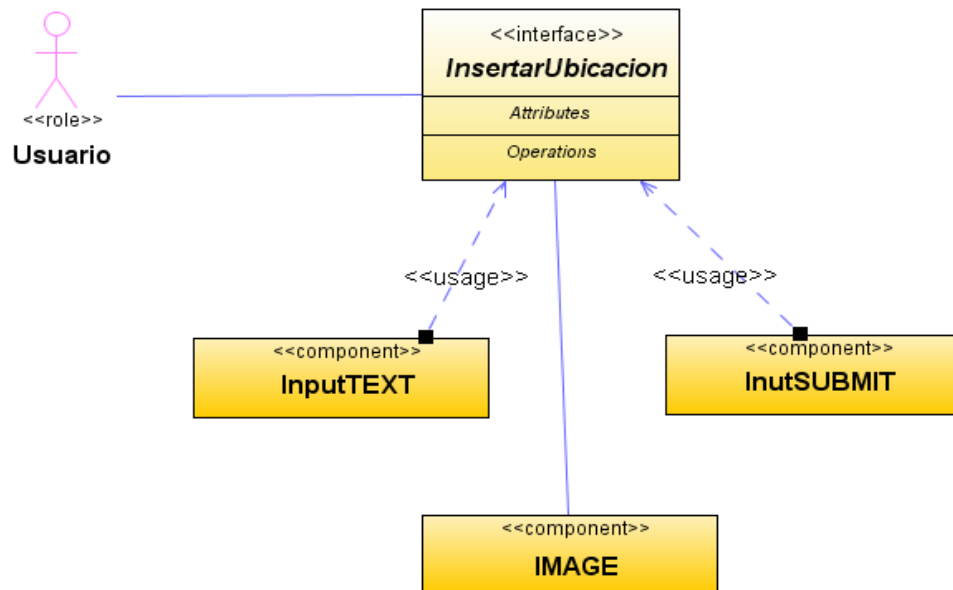 <<interface>>
InsertarUbicacion
Attributes
Operations
<<role>>
Usuario
<<usage>>
<<usage>>
<<component>>
InputTEXT
<<component>>
InutSUBMIT
<<component>>
IMAGE